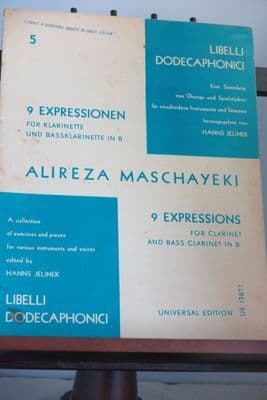 5
LIBELLI
DODECAPHONICI
Eine Sammlung
von Übungs- und Spielstücken
für verschiedene Instrumente und Stimmen
herausgegeben von
HANNS JELINEK
9 EXPRESSIONEN
FÜR KLARINETTE
UND BASSKLARINETTE IN B
ALIREZA MASCHAYEKI
A collection
of exercises and pieces
for various instruments and voices
edited by
HANNS JELINEK
9 EXPRESSIONS
FOR CLARINET
AND BASS CLARINET IN B
LIBELLI
DODECAPHONICI
UNIVERSAL EDITION
UE 13877